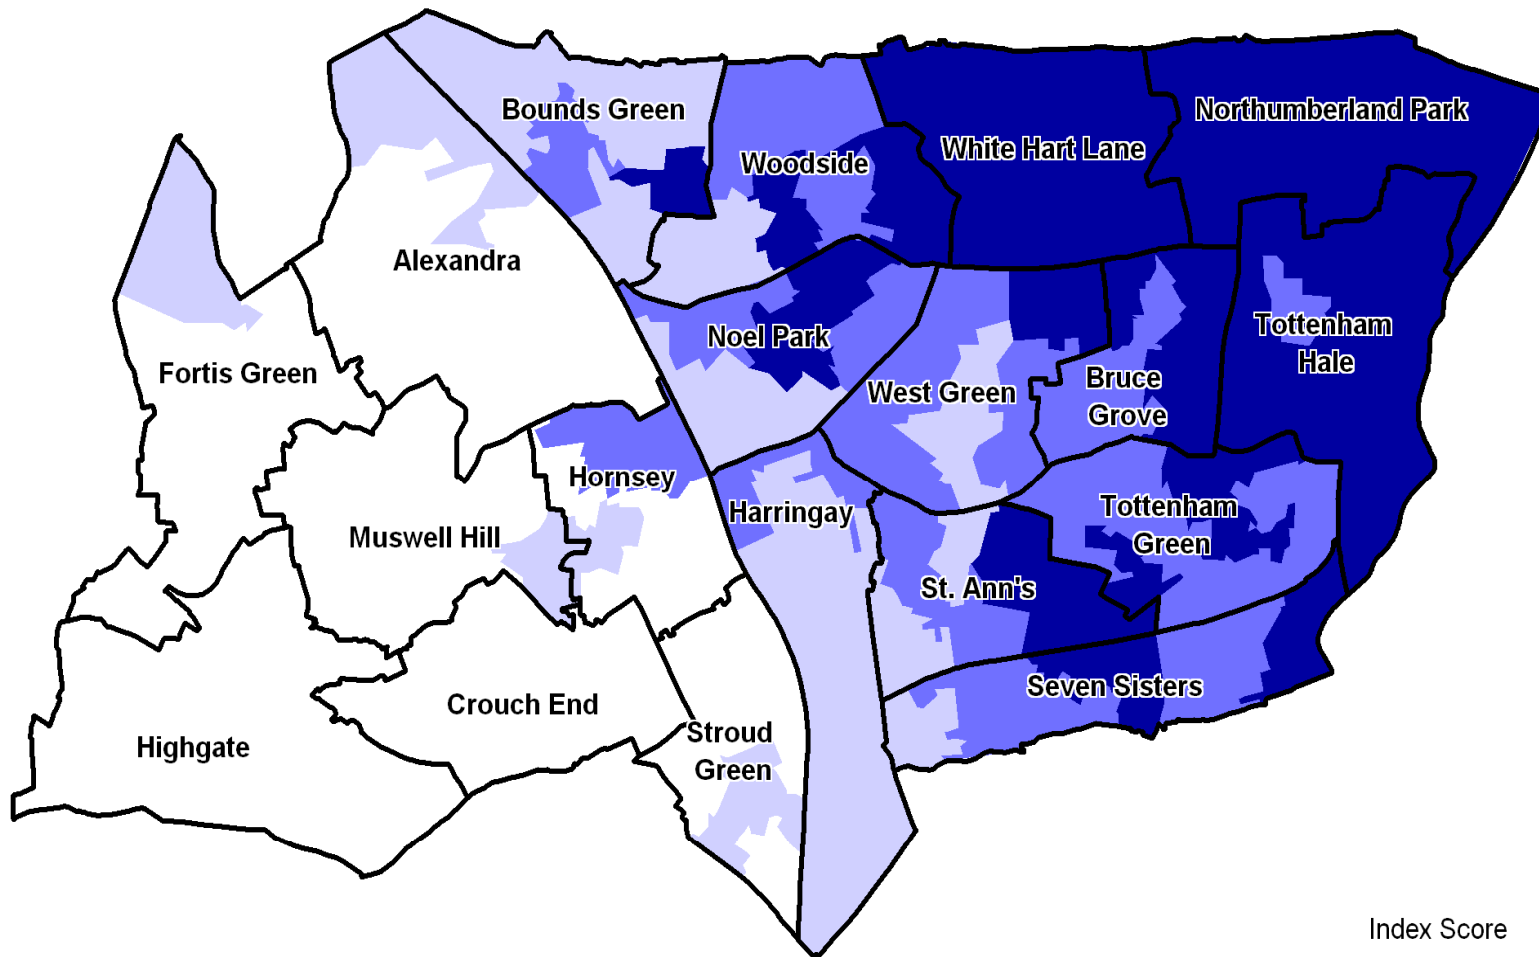 Bounds Green
Northumberland Park
White Hart Lane
Woodside
Alexandra
Tottenham
Hale
Noel Park
Fortis Green
Bruce
Grove
West Green
Hornsey
Harringay
Tottenham
Green
Muswell Hill
St. Ann's
Seven Sisters
Crouch End
Stroud
Green
Highgate
Index Score